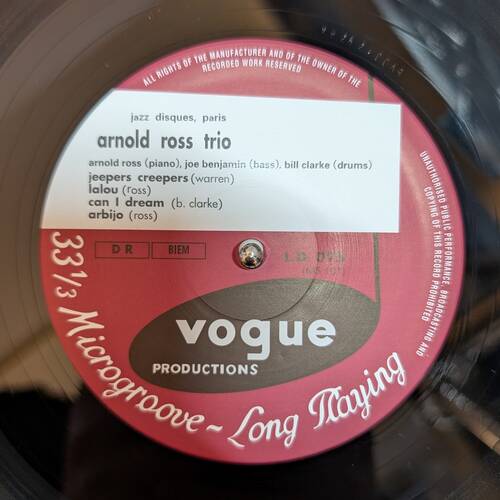 ALL RIGHTS OF THE MANUFACTURER AND OF THE OWNER OF THE
RECORDED WORK RESERVED
jazz disques, paris
arnold ross trio
arnold ross (piano), joe benjamin (bass), bill clarke (drums)
jeepers creepers (warren)
lalou (ross)
can I dream (b. clarke)
arbijo (ross)
DR BIEM
L.D. 093
vogue
PRODUCTIONS
33 1/3 Microgroove ~ Long Playing
UNAUTHORISED PUBLIC PERFORMANCE, BROADCASTING AND
COPYING OF THIS RECORD PROHIBITED